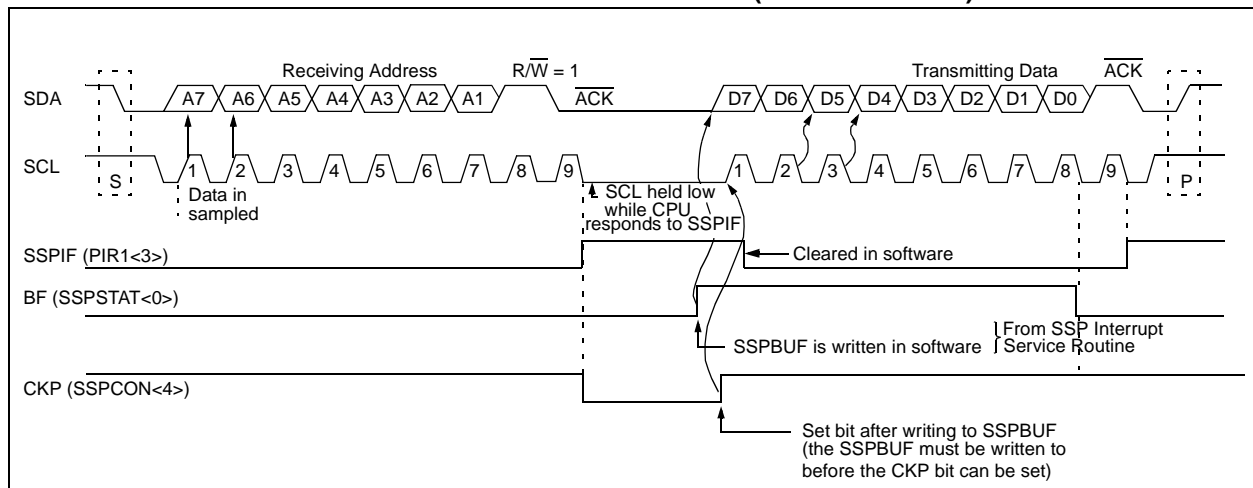 Receiving Address R/W = 1 Transmitting Data ACK
SDA A7 A6 A5 A4 A3 A2 A1 ACK D7 D6 D5 D4 D3 D2 D1 D0
SCL S 1 2 3 4 5 6 7 8 9 1 2 3 4 5 6 7 8 9 P
Data in
sampled
SCL held low
while CPU
responds to SSPIF
SSPIF (PIR1<3>)
Cleared in software
BF (SSPSTAT<0>)
SSPBUF is written in software
From SSP Interrupt
Service Routine
CKP (SSPCON<4>)
Set bit after writing to SSPBUF
(the SSPBUF must be written to
before the CKP bit can be set)